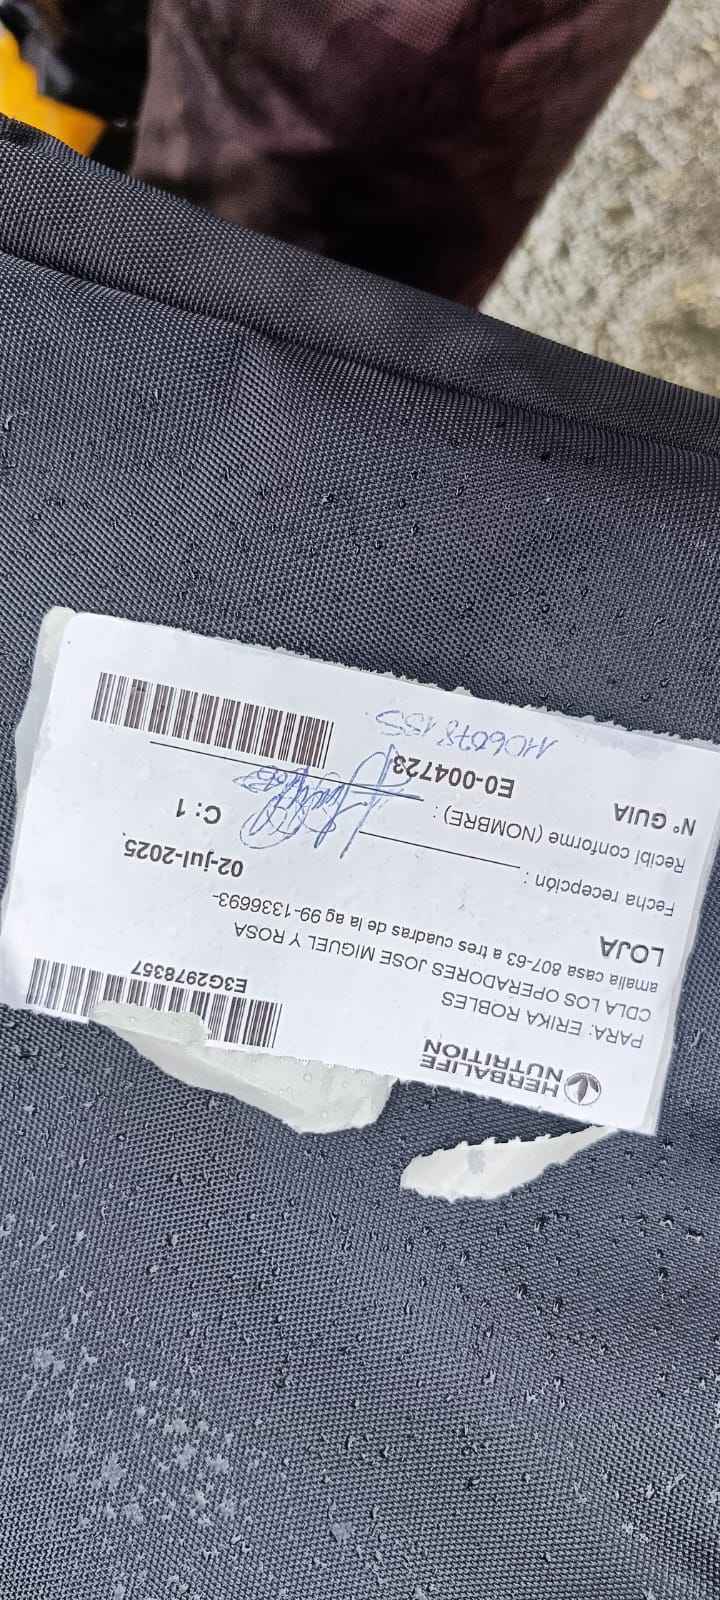 HERBALIFE
NUTRITION
E3G2978357
PARA: ERIKA ROBLES
CDLA LOS OPERADORES JOSE MIGUEL Y ROSA
amalia casa 807-63 a tres cuadras de la ag 99-1336693-
LOJA
02-jul-2025
Fecha recepción :
C: 1
Recibí conforme (NOMBRE) :
N° GUIA
E0-004723